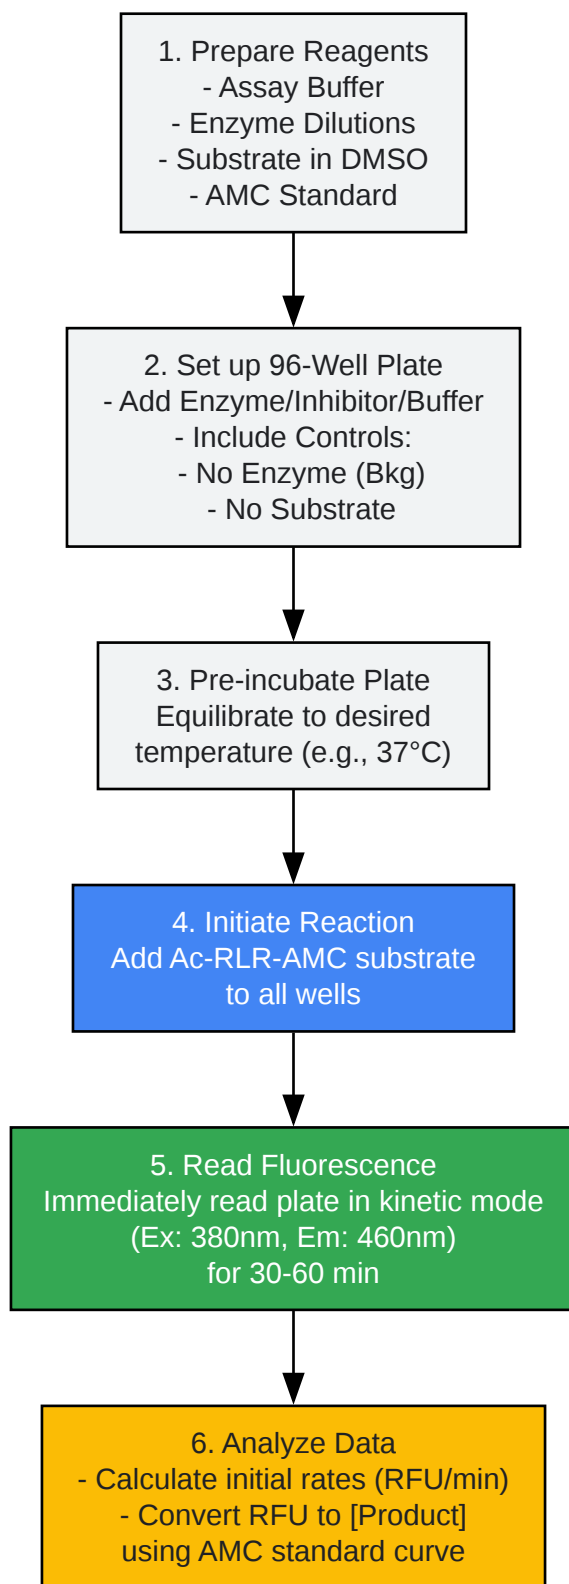 1. Prepare Reagents
- Assay Buffer
- Enzyme Dilutions
- Substrate in DMSO
- AMC Standard
2. Set up 96-Well Plate
- Add Enzyme/Inhibitor/Buffer
- Include Controls:
- No Enzyme (Bkg)
- No Substrate
3. Pre-incubate Plate
Equilibrate to desired
temperature (e.g., 37°C)
4. Initiate Reaction
Add Ac-RLR-AMC substrate
to all wells
5. Read Fluorescence
Immediately read plate in kinetic mode
(Ex: 380nm, Em: 460nm)
for 30-60 min
6. Analyze Data
- Calculate initial rates (RFU/min)
- Convert RFU to [Product]
using AMC standard curve